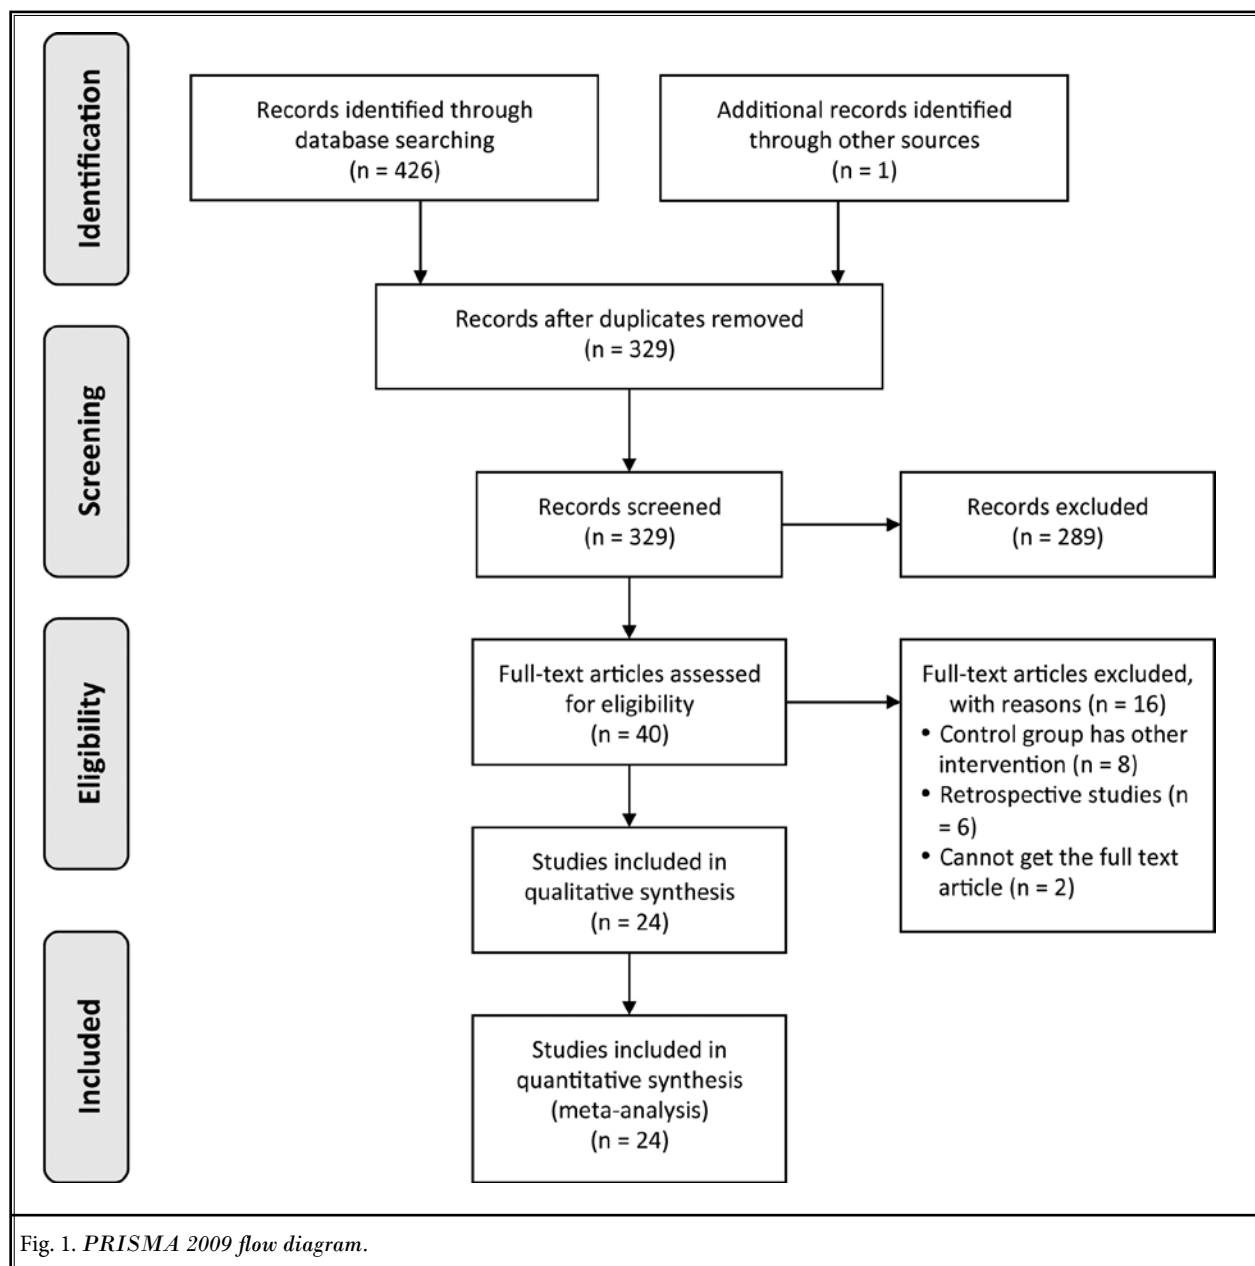 Identification
Records identified through
database searching
(n = 426)
Additional records identified
through other sources
(n = 1)
Records after duplicates removed
(n = 329)
Screening
Records screened
(n = 329)
Records excluded
(n = 289)
Eligibility
Full-text articles assessed
for eligibility
(n = 40)
Full-text articles excluded,
with reasons (n = 16)
• Control group has other
intervention (n = 8)
• Retrospective studies (n
= 6)
• Cannot get the full text
article (n = 2)
Studies included in
qualitative synthesis
(n = 24)
Included
Studies included in
quantitative synthesis
(meta-analysis)
(n = 24)
Fig. 1. PRISMA 2009 flow diagram.